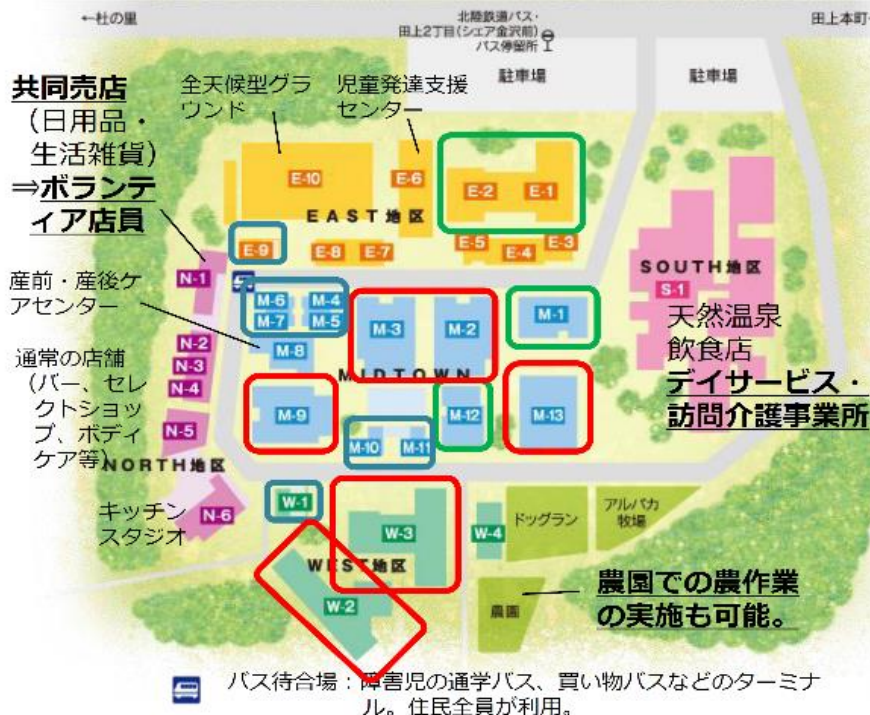 ←杜の里
北陸鉄道バス・
田上2丁目(シェア金沢前)
バス停留所
田上本町
駐車場
駐車場
共同売店
(日用品・
生活雑貨)
⇒ボランテ
ィア店員
全天候型グラ
ウンド
児童発達支援
センター
E-10
E-6
E-2
E-1
EAST地区
E-9
E-8
E-7
E-5
E-4
E-3
SOUTH地区
S-1
天然温泉
飲食店
デイサービス・
訪問介護事業所
産前・産後ケ
アセンター
N-1
M-6
M-4
M-7
M-5
M-3
M-2
M-1
N-2
M-8
N-3
MIDTOWN
通常の店舗
(バー、セレ
クトショッ
プ、ボディ
ケア等)
N-4
N-5
M-9
M-12
M-13
M-10
M-11
NORTH地区
キッチン
スタジオ
N-6
W-1
W-3
W-4
ドッグラン
アルパカ
牧場
WEST地区
W-2
農園
農園での農作業
の実施も可能。
バス待合場：障害児の通学バス、買い物バスなどのターミナ
ル。住民全員が利用。